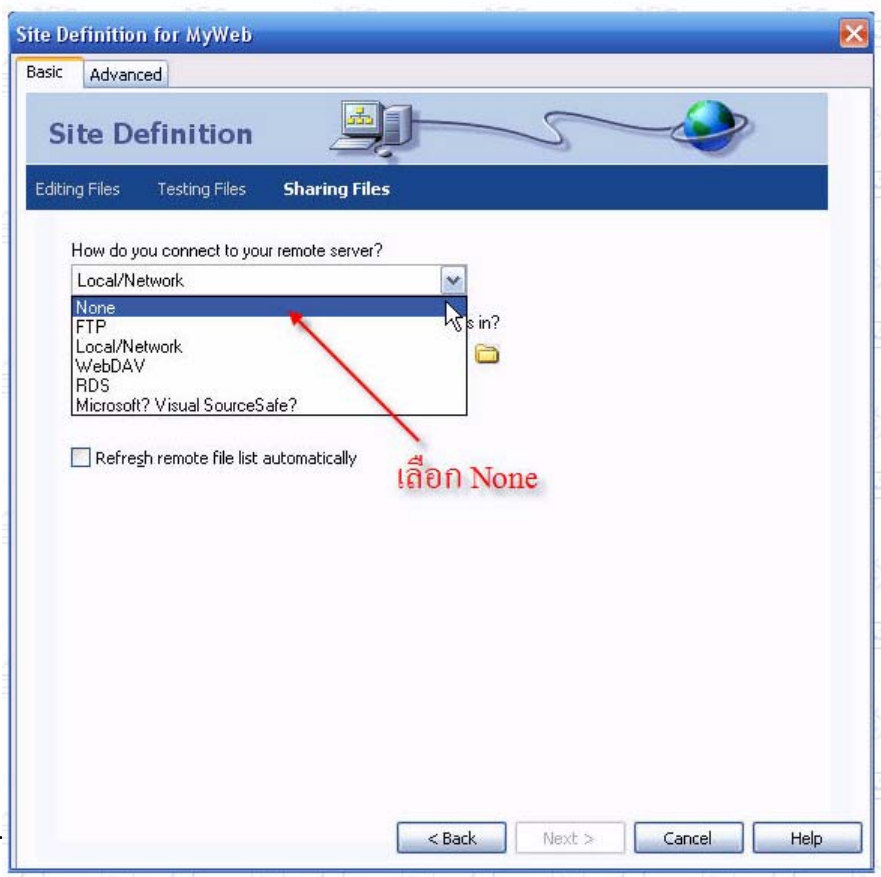 Site Definition for MyWeb
Basic Advanced
Site Definition
Editing Files Testing Files Sharing Files
How do you connect to your remote server?
Local/Network
None
FTP
s in?
Local/Network
WebDAV
RDS
Microsoft? Visual SourceSafe?
Refresh remote file list automatically
เลือก None
< Back Next > Cancel Help